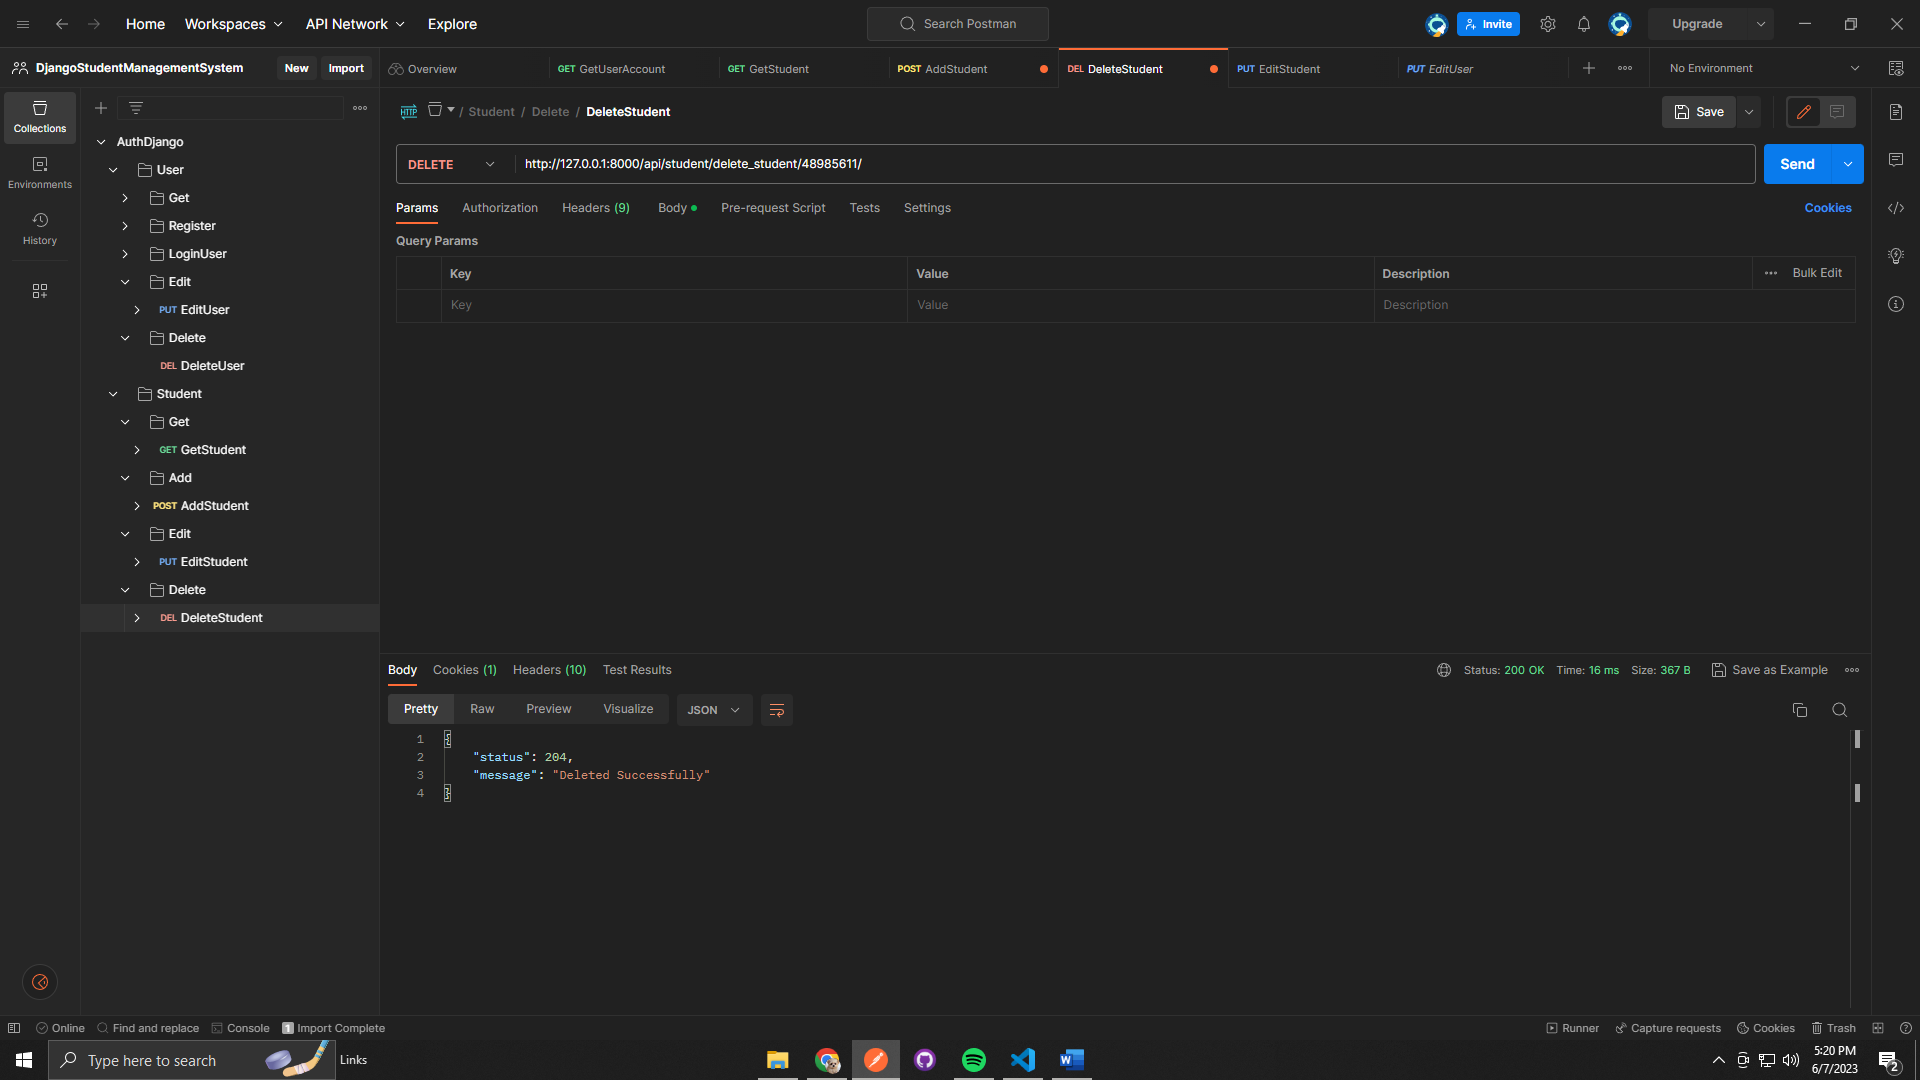 Home Workspaces API Network Explore Search Postman Invite Upgrade
DjangoStudentManagementSystem New Import Overview GET GetUserAccount GET GetStudent POST AddStudent DEL DeleteStudent PUT EditStudent PUT EditUser No Environment
Collections
Environments
History
AuthDjango
User
Get
Register
LoginUser
Edit
PUT EditUser
Delete
DEL DeleteUser
Student
Get
GET GetStudent
Add
POST AddStudent
Edit
PUT EditStudent
Delete
DEL DeleteStudent
HTTP / Student / Delete / DeleteStudent Save
DELETE http://127.0.0.1:8000/api/student/delete_student/48985611/ Send
Params Authorization Headers (9) Body Pre-request Script Tests Settings Cookies
Query Params
Key Value Description Bulk Edit
Key Value Description
Body Cookies (1) Headers (10) Test Results Status: 200 OK Time: 16 ms Size: 367 B Save as Example
Pretty Raw Preview Visualize JSON
1 {
2 "status": 204,
3 "message": "Deleted Successfully"
4 }
Online Find and replace Console 1 Import Complete Runner Capture requests Cookies Trash
Type here to search Links 5:20 PM
6/7/2023 2